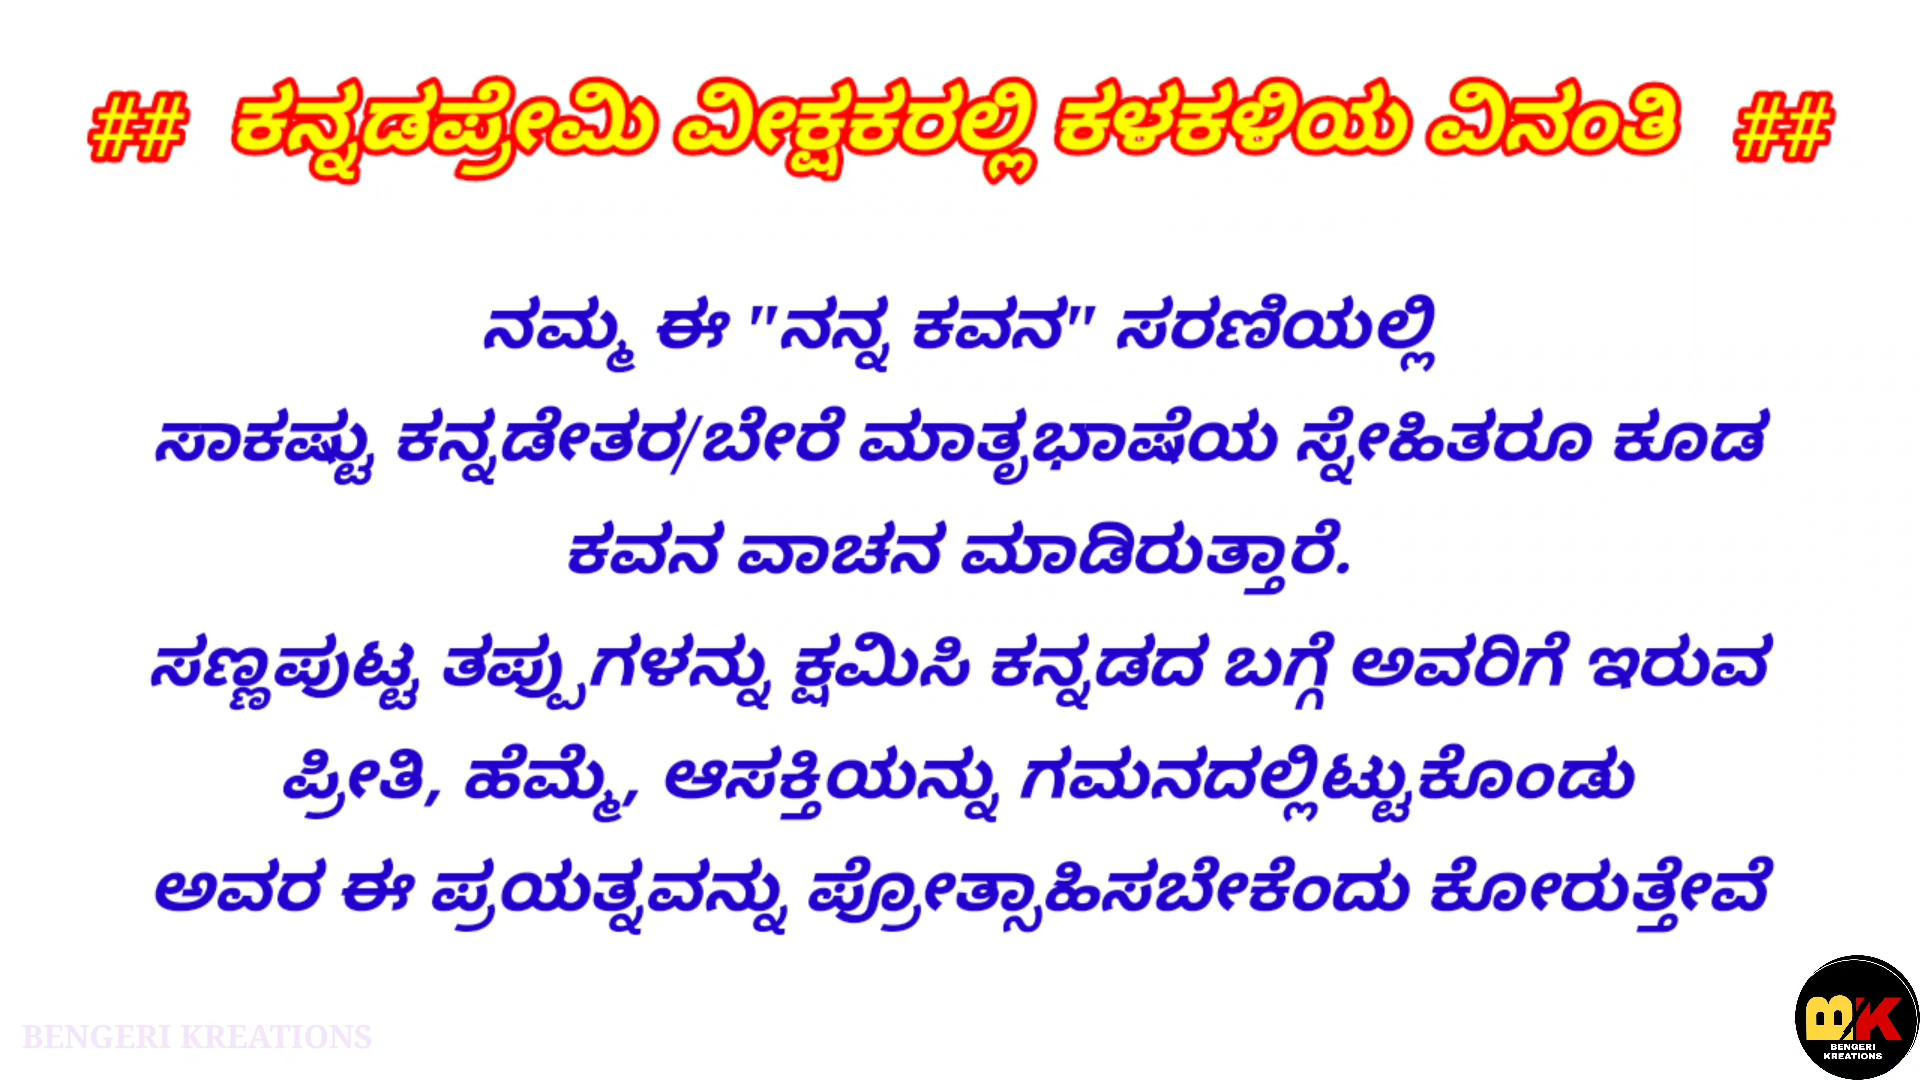 ## ಕನ್ನಡಪ್ರೇಮಿ ವೀಕ್ಷಕರಲ್ಲಿ ಕಳಕಳಿಯ ವಿನಂತಿ ##
ನಮ್ಮ ಈ "ನನ್ನ ಕವನ" ಸರಣಿಯಲ್ಲಿ
ಸಾಕಷ್ಟು ಕನ್ನಡೇತರ/ಬೇರೆ ಮಾತೃಭಾಷೆಯ ಸ್ನೇಹಿತರೂ ಕೂಡ
ಕವನ ವಾಚನ ಮಾಡಿರುತ್ತಾರೆ.
ಸಣ್ಣಪುಟ್ಟ ತಪ್ಪುಗಳನ್ನು ಕ್ಷಮಿಸಿ ಕನ್ನಡದ ಬಗ್ಗೆ ಅವರಿಗೆ ಇರುವ
ಪ್ರೀತಿ, ಹೆಮ್ಮೆ, ಆಸಕ್ತಿಯನ್ನು ಗಮನದಲ್ಲಿಟ್ಟುಕೊಂಡು
ಅವರ ಈ ಪ್ರಯತ್ನವನ್ನು ಪ್ರೋತ್ಸಾಹಿಸಬೇಕೆಂದು ಕೋರುತ್ತೇವೆ
BENGERI KREATIONS
BK
BENGERI
KREATIONS